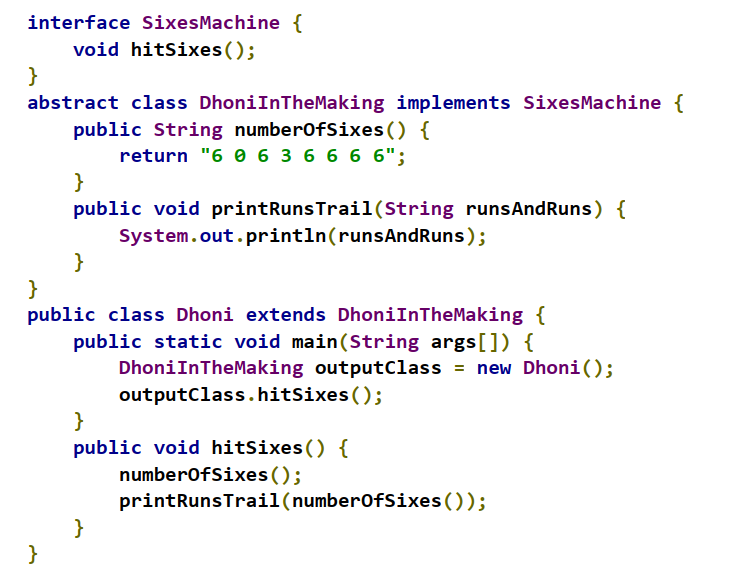 interface SixesMachine {
    void hitSixes();
}
abstract class DhoniInTheMaking implements SixesMachine {
    public String numberOfSixes() {
        return "6 0 6 3 6 6 6 6";
    }
    public void printRunsTrail(String runsAndRuns) {
        System.out.println(runsAndRuns);
    }
}
public class Dhoni extends DhoniInTheMaking {
    public static void main(String args[]) {
        DhoniInTheMaking outputClass = new Dhoni();
        outputClass.hitSixes();
    }
    public void hitSixes() {
        numberOfSixes();
        printRunsTrail(numberOfSixes());
    }
}